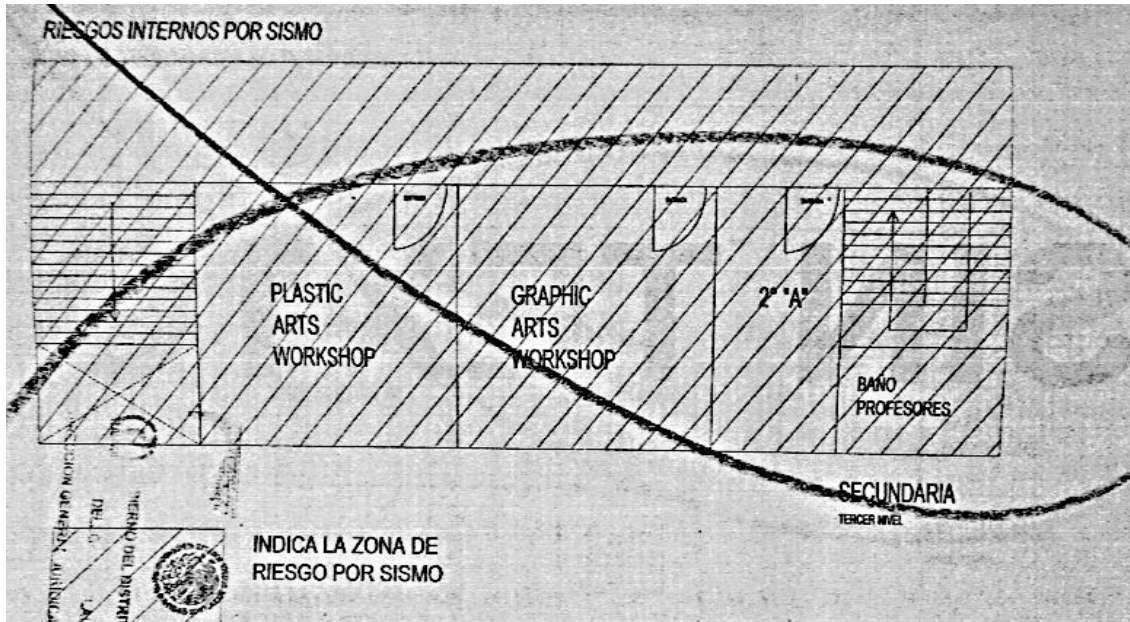 RIESGOS INTERNOS POR SISMO
PLASTIC
ARTS
WORKSHOP
GRAPHIC
ARTS
WORKSHOP
2° "A"
BAÑO
PROFESORES
SECUNDARIA
TERCER NIVEL
INDICA LA ZONA DE
RIESGO POR SISMO